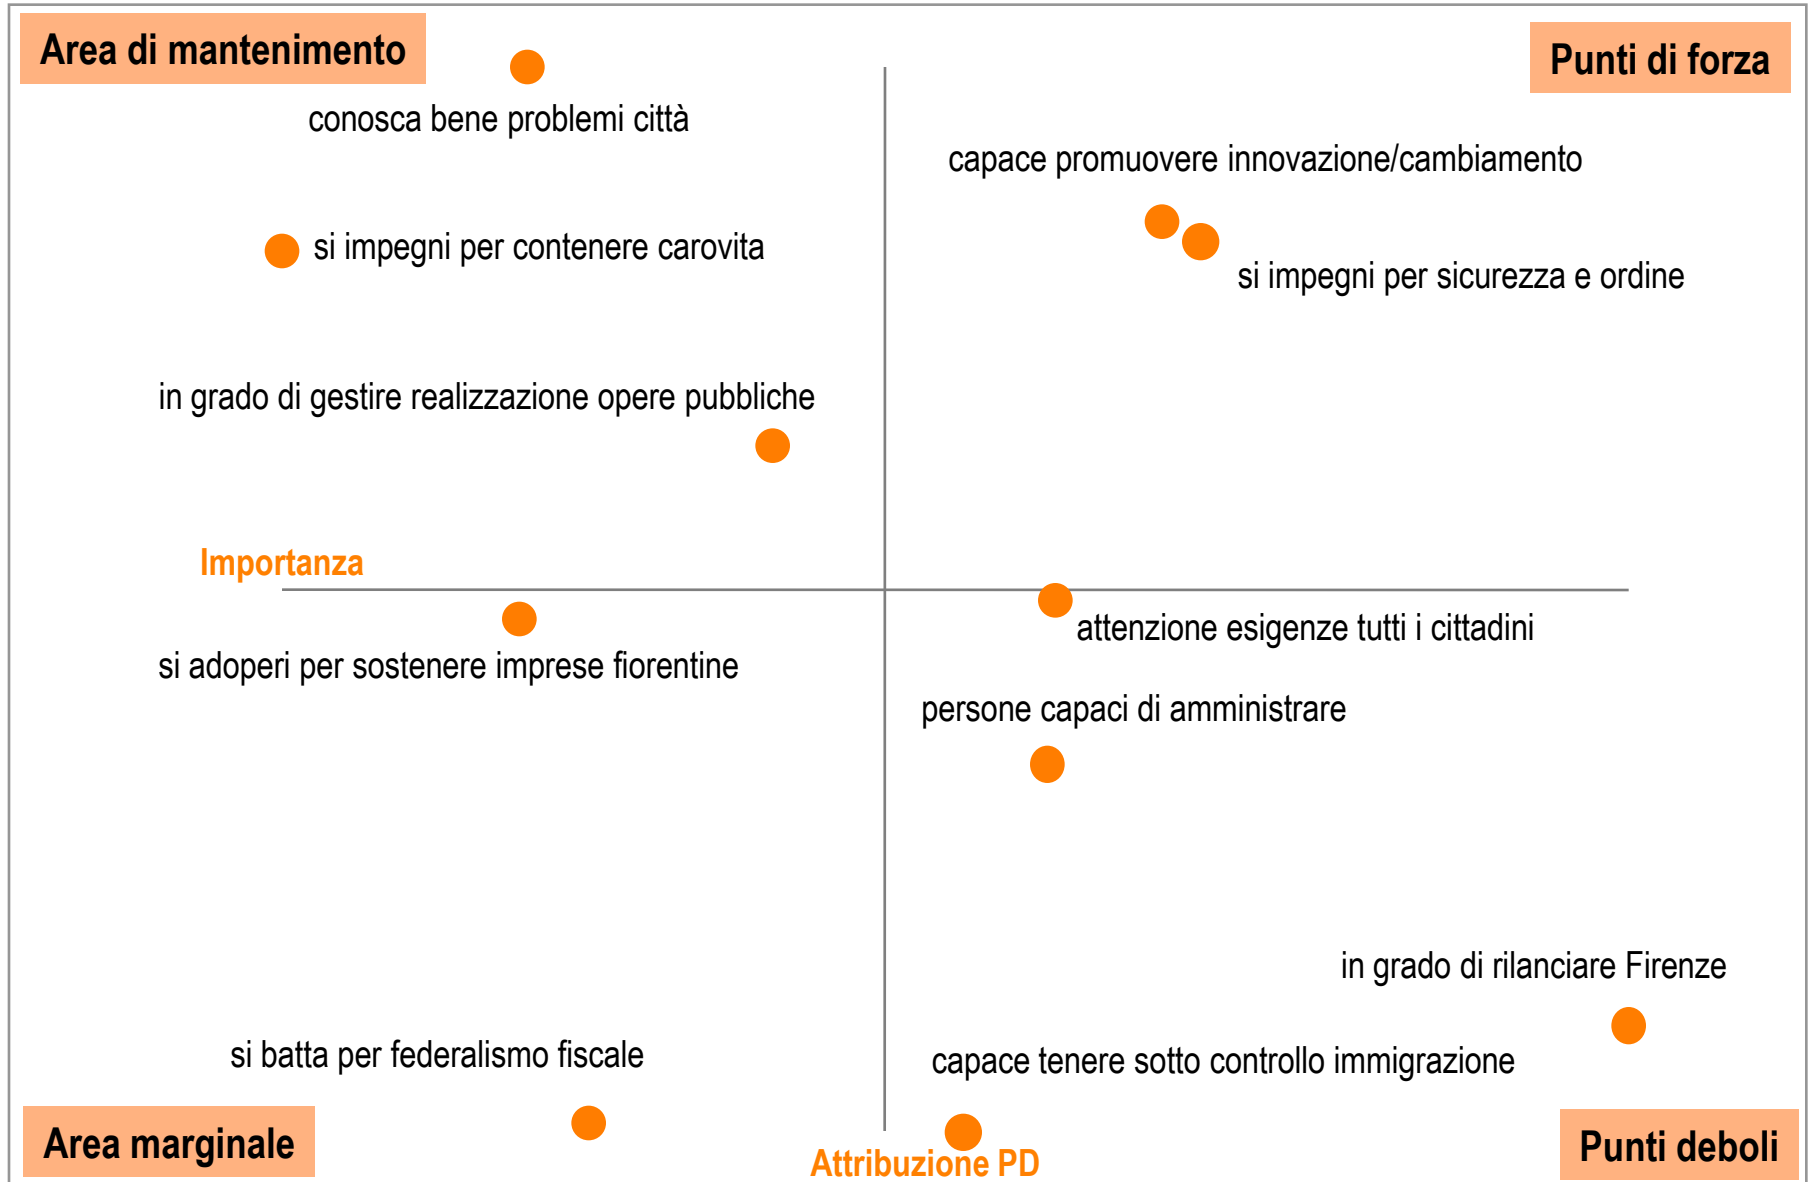 Area di mantenimento
Punti di forza
conosca bene problemi città
capace promuovere innovazione/cambiamento
si impegni per contenere carovita
si impegni per sicurezza e ordine
in grado di gestire realizzazione opere pubbliche
Importanza
attenzione esigenze tutti i cittadini
si adoperi per sostenere imprese fiorentine
persone capaci di amministrare
in grado di rilanciare Firenze
si batta per federalismo fiscale
capace tenere sotto controllo immigrazione
Area marginale
Attribuzione PD
Punti deboli